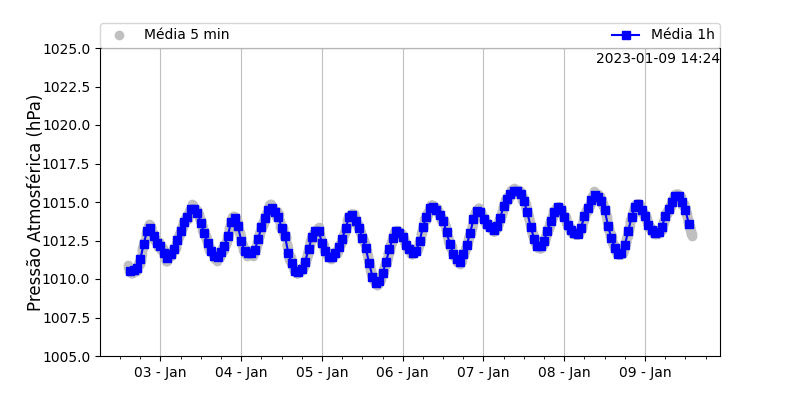 Média 5 min
Média 1h
2023-01-09 14:24
Pressão Atmosférica (hPa)
1025.0
1022.5
1020.0
1017.5
1015.0
1012.5
1010.0
1007.5
1005.0
03 - Jan
04 - Jan
05 - Jan
06 - Jan
07 - Jan
08 - Jan
09 - Jan